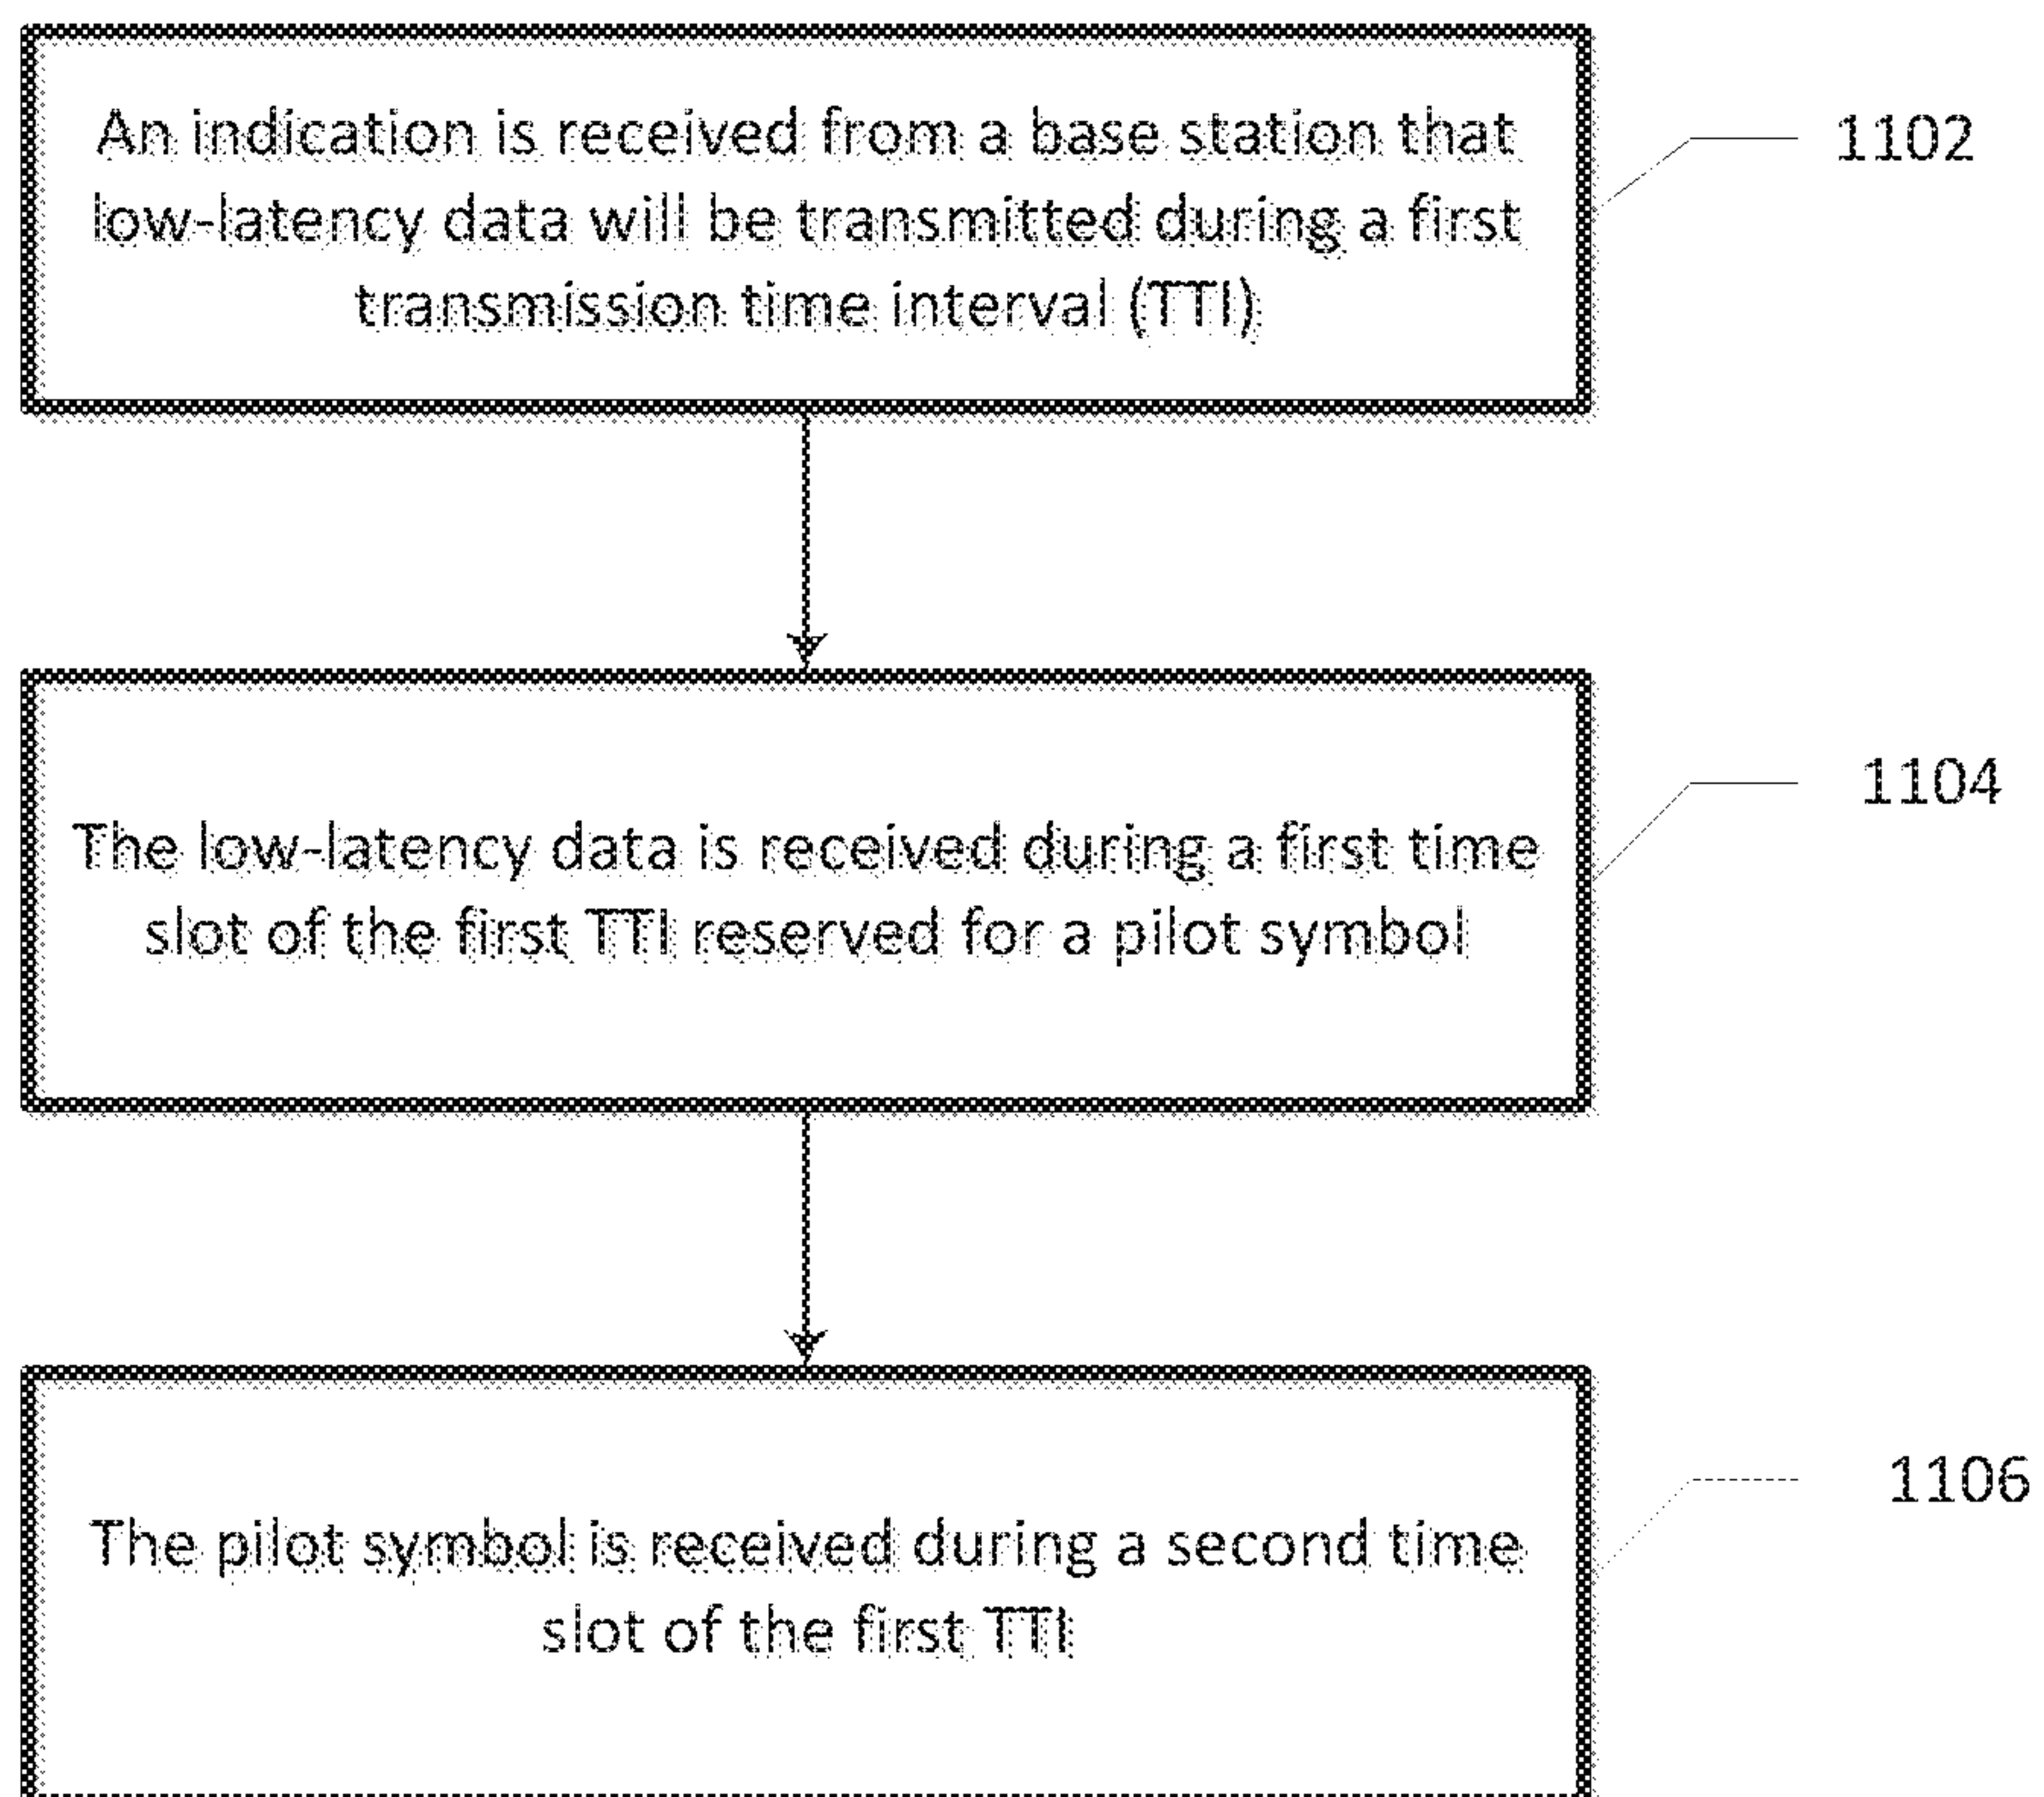 An indication is received from a base station that
low-latency data will be transmitted during a first
transmission time interval (TTI)
1102
The low-latency data is received during a first time
slot of the first TTI reserved for a pilot symbol
1104
The pilot symbol is received during a second time
slot of the first TTI
1106